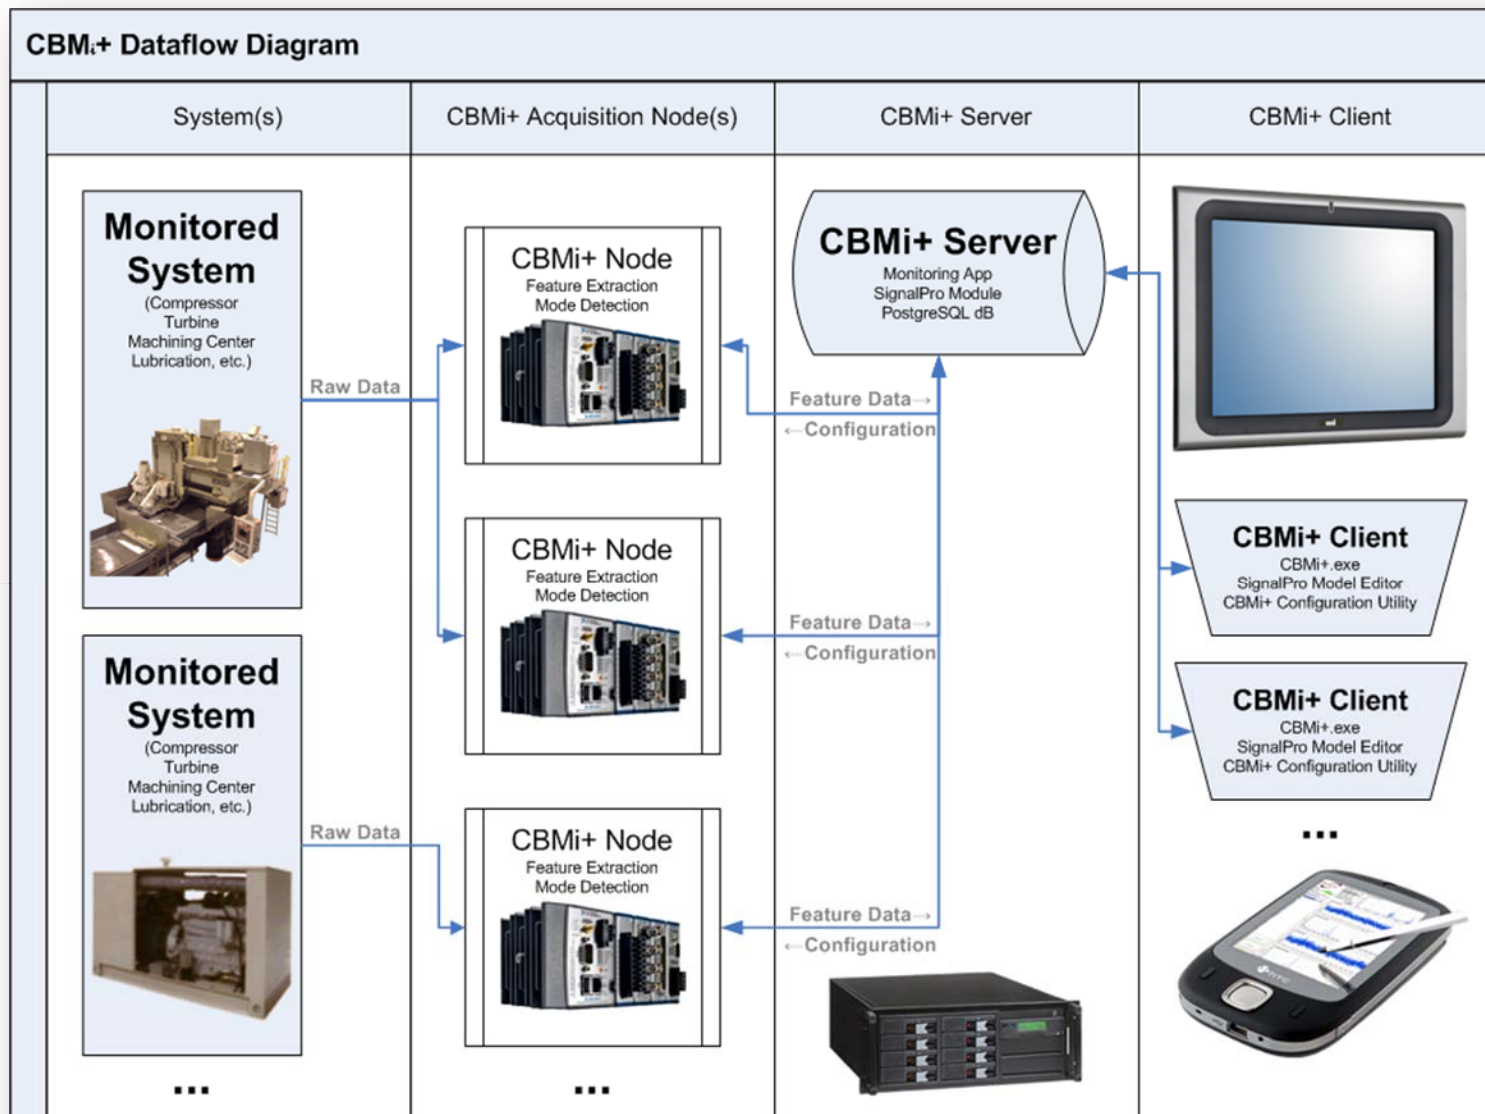 CBMi+ Dataflow Diagram
System(s)
CBMi+ Acquisition Node(s)
CBMi+ Server
CBMi+ Client
Monitored
System
(Compressor
Turbine
Machining Center
Lubrication, etc.)
Raw Data
Monitored
System
(Compressor
Turbine
Machining Center
Lubrication, etc.)
Raw Data
...
CBMi+ Node
Feature Extraction
Mode Detection
CBMi+ Node
Feature Extraction
Mode Detection
CBMi+ Node
Feature Extraction
Mode Detection
...
CBMi+ Server
Monitoring App
SignalPro Module
PostgreSQL dB
Feature Data→
←Configuration
Feature Data→
←Configuration
Feature Data→
←Configuration
CBMi+ Client
CBMi+.exe
SignalPro Model Editor
CBMi+ Configuration Utility
CBMi+ Client
CBMi+.exe
SignalPro Model Editor
CBMi+ Configuration Utility
...
hTC